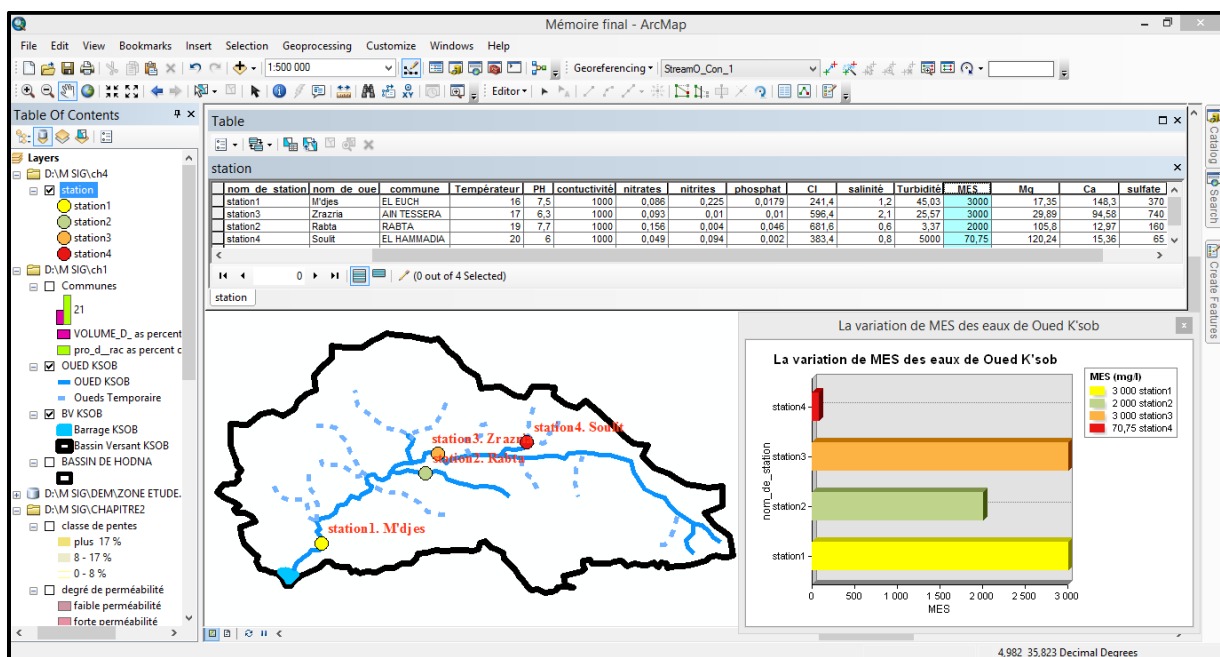 Mémoire final - ArcMap
File Edit View Bookmarks Insert Selection Geoprocessing Customize Windows Help
1:500 000
Georeferencing StreamO_Con_1
Editor
Table Of Contents
Layers
D:\M SIG\ch4
station
station1
station2
station3
station4
D:\M SIG\ch1
Communes
21
VOLUME_D_ as percent
pro_d__rac as percent c
OUED KSOB
OUED KSOB
Oueds Temporaire
BV KSOB
Barrage KSOB
Bassin Versant KSOB
BASSIN DE HODNA
D:\M SIG\DEM\ZONE ETUDE.
D:\M SIG\CHAPITRE2
classe de pentes
plus 17 %
8 - 17 %
0 - 8 %
degré de perméabilité
faible perméabilité
forte perméabilité
Table
station
nom_de_station nom_de_oue commune Températeur PH contuctivité nitrates nitrites phosphat Cl salinité Turbidité MES Mg Ca sulfate
station1 M'djes EL EUCH 16 7,5 1000 0,086 0,225 0,0179 241,4 1,2 45,03 3000 17,35 148,3 370
station3 Zrazria AIN TESSERA 17 6,3 1000 0,093 0,01 0,01 596,4 2,1 25,57 3000 29,89 94,58 740
station2 Rabta RABTA 19 7,7 1000 0,156 0,004 0,046 681,6 0,6 3,37 2000 105,8 12,97 160
station4 Soulit EL HAMMADIA 20 6 1000 0,049 0,094 0,002 383,4 0,8 5000 70,75 120,24 15,36 65
0 (0 out of 4 Selected)
station
station4. Soulit
station3. Zrazri
station2. Rabta
station1. M'djes
La variation de MES des eaux de Oued K'sob
La variation de MES des eaux de Oued K'sob
MES (mg/l)
3 000 station1
2 000 station2
3 000 station3
70,75 station4
nom_de_station
station4
station3
station2
station1
0 500 1 000 1 500 2 000 2 500 3 000
MES
Catalog
Search
Create Features
4,982 35,823 Decimal Degrees